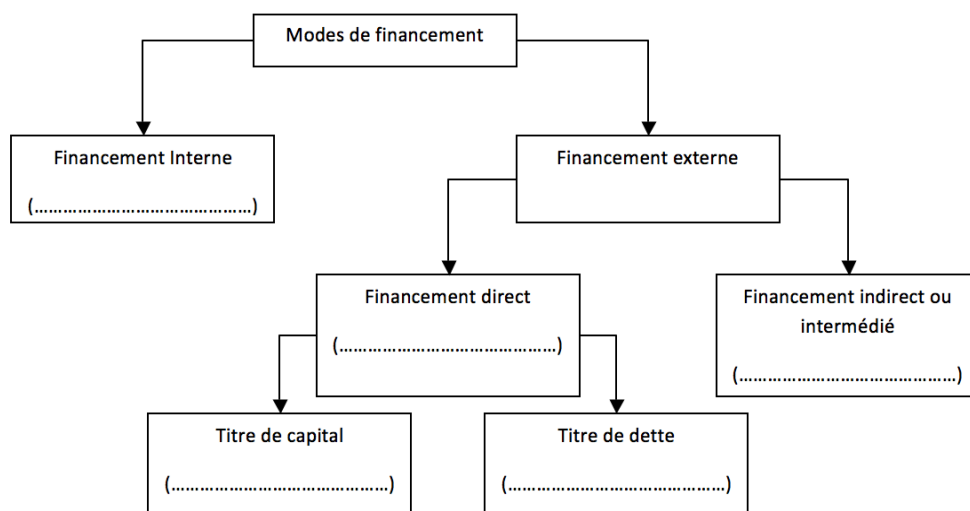 Modes de financement
Financement Interne
(……………………………………)
Financement externe
Financement direct
(……………………………………)
Financement indirect ou
intermédié
(……………………………………)
Titre de capital
(……………………………………)
Titre de dette
(……………………………………)